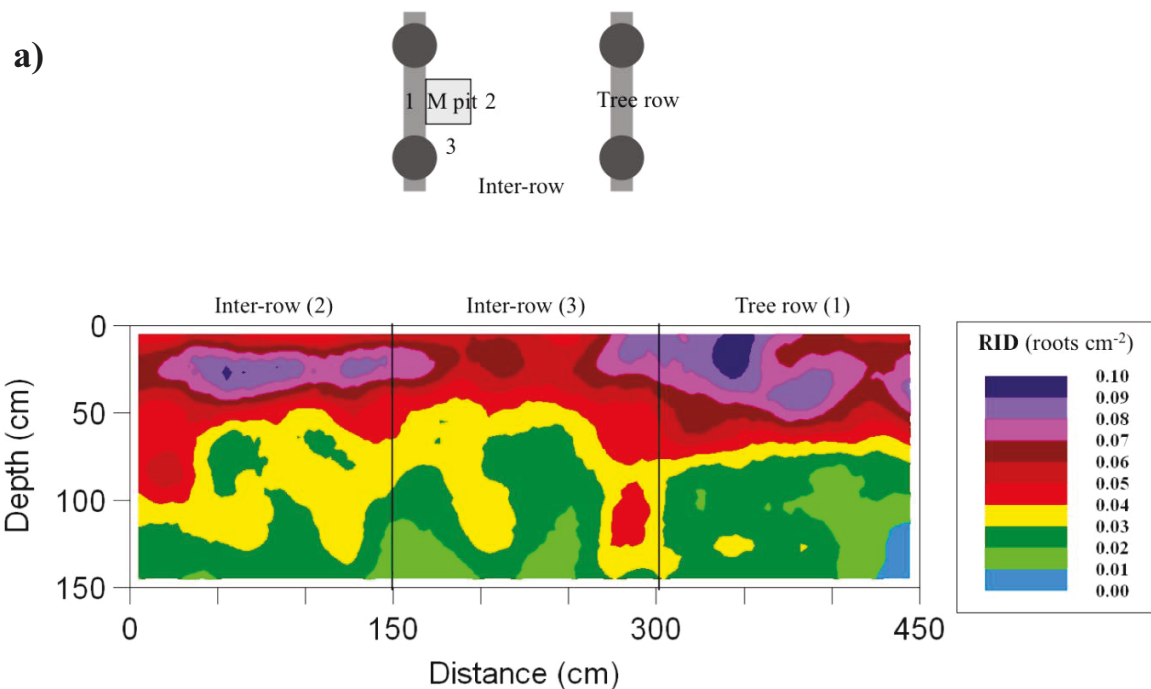 a)
1 M pit 2
3
Tree row
Inter-row
Inter-row (2) Inter-row (3) Tree row (1)
Depth (cm)
0
50
100
150
0 150 300 450
Distance (cm)
RID (roots cm-2)
0.10
0.09
0.08
0.07
0.06
0.05
0.04
0.03
0.02
0.01
0.00